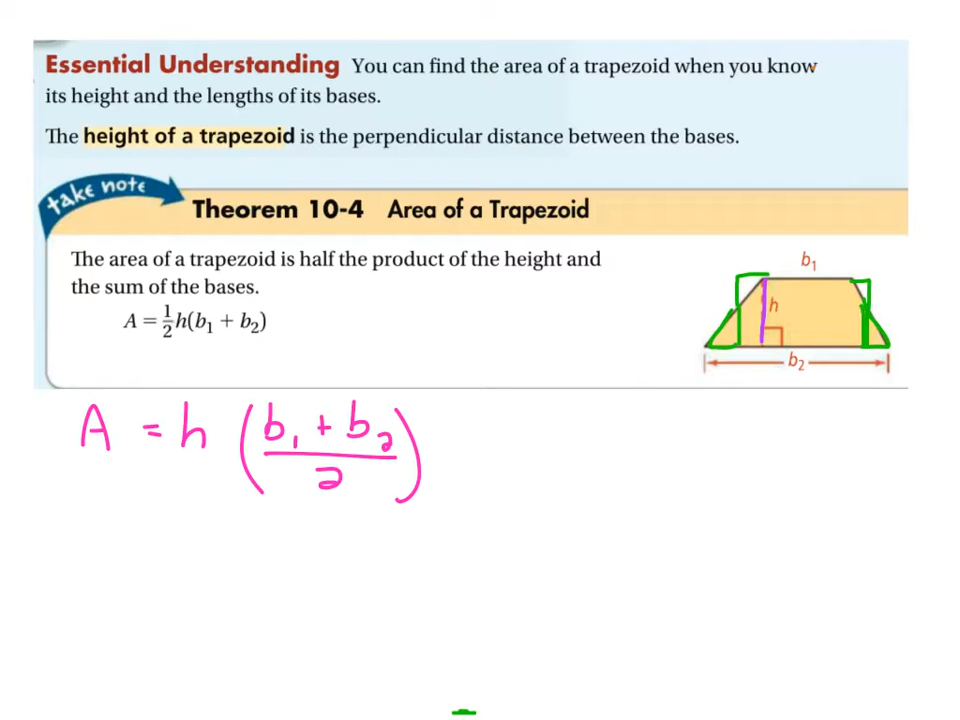 Essential Understanding You can find the area of a trapezoid when you know
its height and the lengths of its bases.
The height of a trapezoid is the perpendicular distance between the bases.
take note
Theorem 10-4 Area of a Trapezoid
The area of a trapezoid is half the product of the height and
the sum of the bases.
A = 1/2 h(b₁ + b₂)
b₁
h
b₂
A = h (b₁ + b₂ / 2)